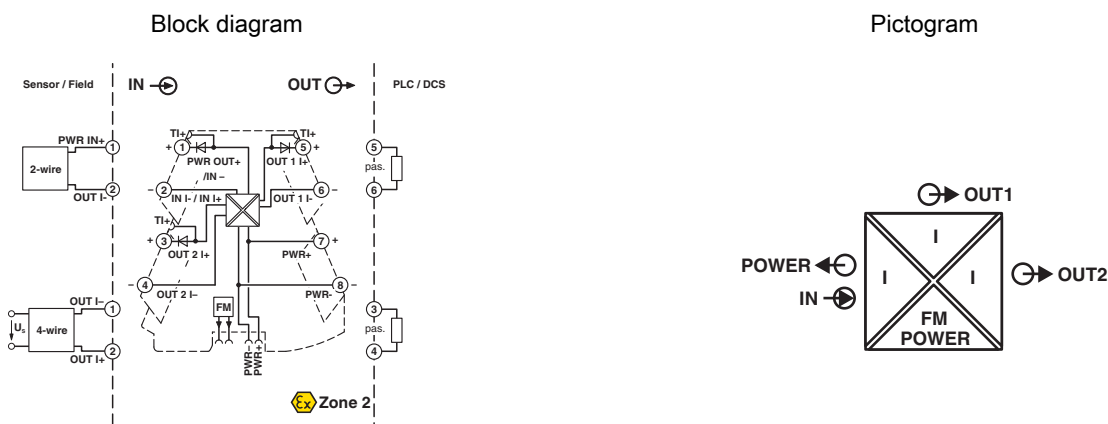 Block diagram
Pictogram
Sensor / Field
IN
OUT
PLC / DCS
PWR IN+
1
2-wire
2
OUT I-
TI+
+ 1
PWR OUT+
/IN –
TI+
5 +
OUT 1 I+
– 2
IN I- / IN I+
6 –
OUT 1 I-
TI+
+ 3
OUT 2 I+
7 +
PWR+
4
–
OUT 2 I–
8 –
PWR-
FM
PWR-
PWR+
5
pas.
6
OUT I–
1
Us
4-wire
2
OUT I+
3
pas.
4
Ex Zone 2
OUT1
I
POWER
I
I
OUT2
IN
FM
POWER